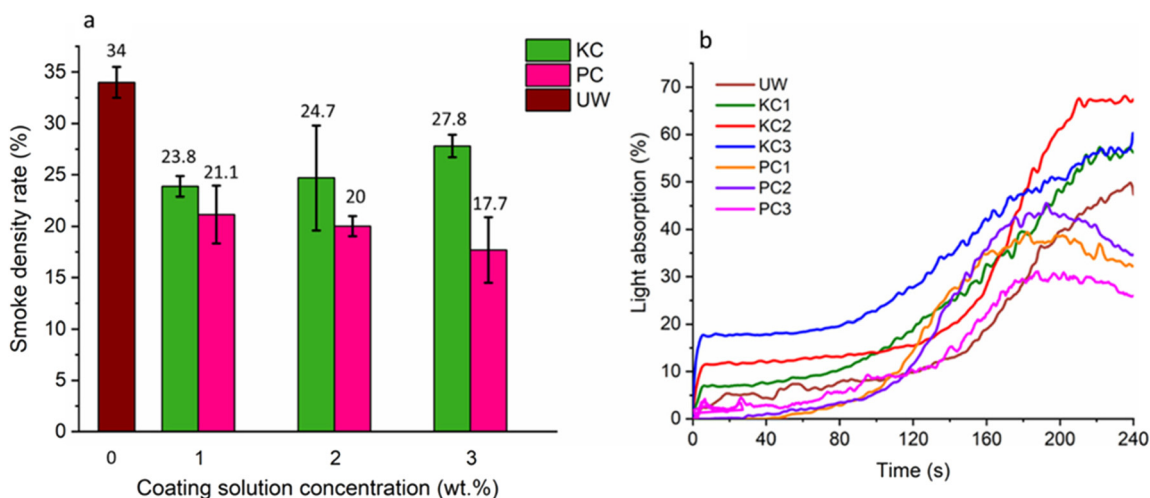 a
Smoke density rate (%)
35
30
25
20
15
10
5
0
34
23.8
21.1
24.7
20
27.8
17.7
KC
PC
UW
0
1
2
3
Coating solution concentration (wt.%)
b
Light absorption (%)
70
60
50
40
30
20
10
0
UW
KC1
KC2
KC3
PC1
PC2
PC3
0
40
80
120
160
200
240
Time (s)